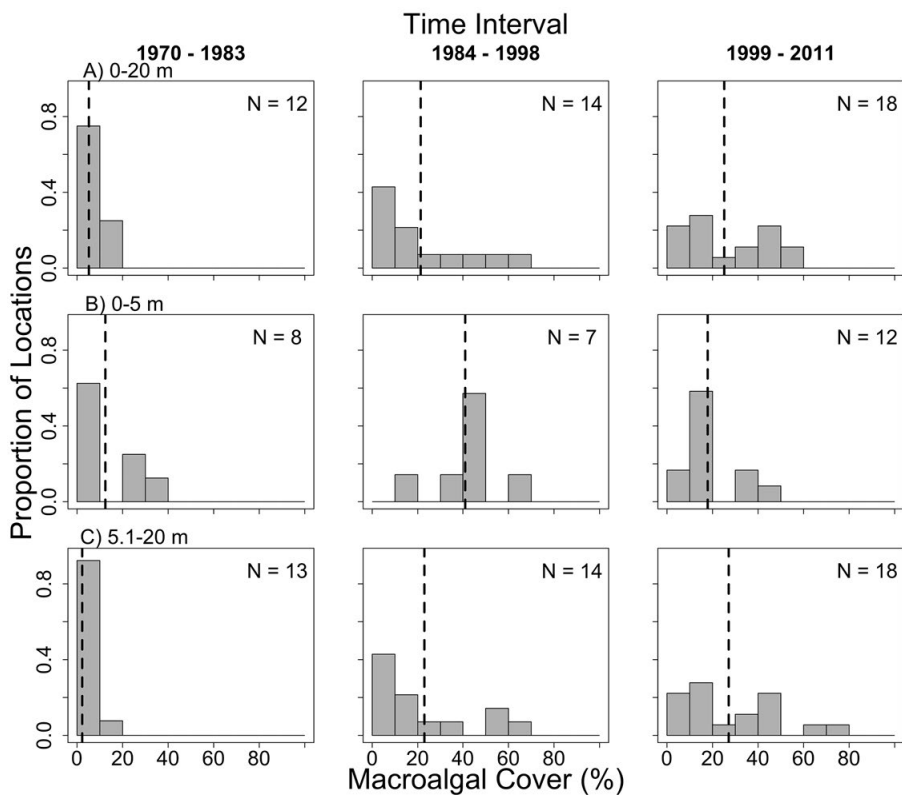 Time Interval
1970 - 1983 1984 - 1998 1999 - 2011
A) 0-20 m
N = 12 N = 14 N = 18
0.8
0.4
0.0
B) 0-5 m
N = 8 N = 7 N = 12
0.8
0.4
0.0
C) 5.1-20 m
N = 13 N = 14 N = 18
0.8
0.4
0.0
Proportion of Locations
20 40 60 80 20 40 60 80 20 40 60 80
0 0 0
Macroalgal Cover (%)